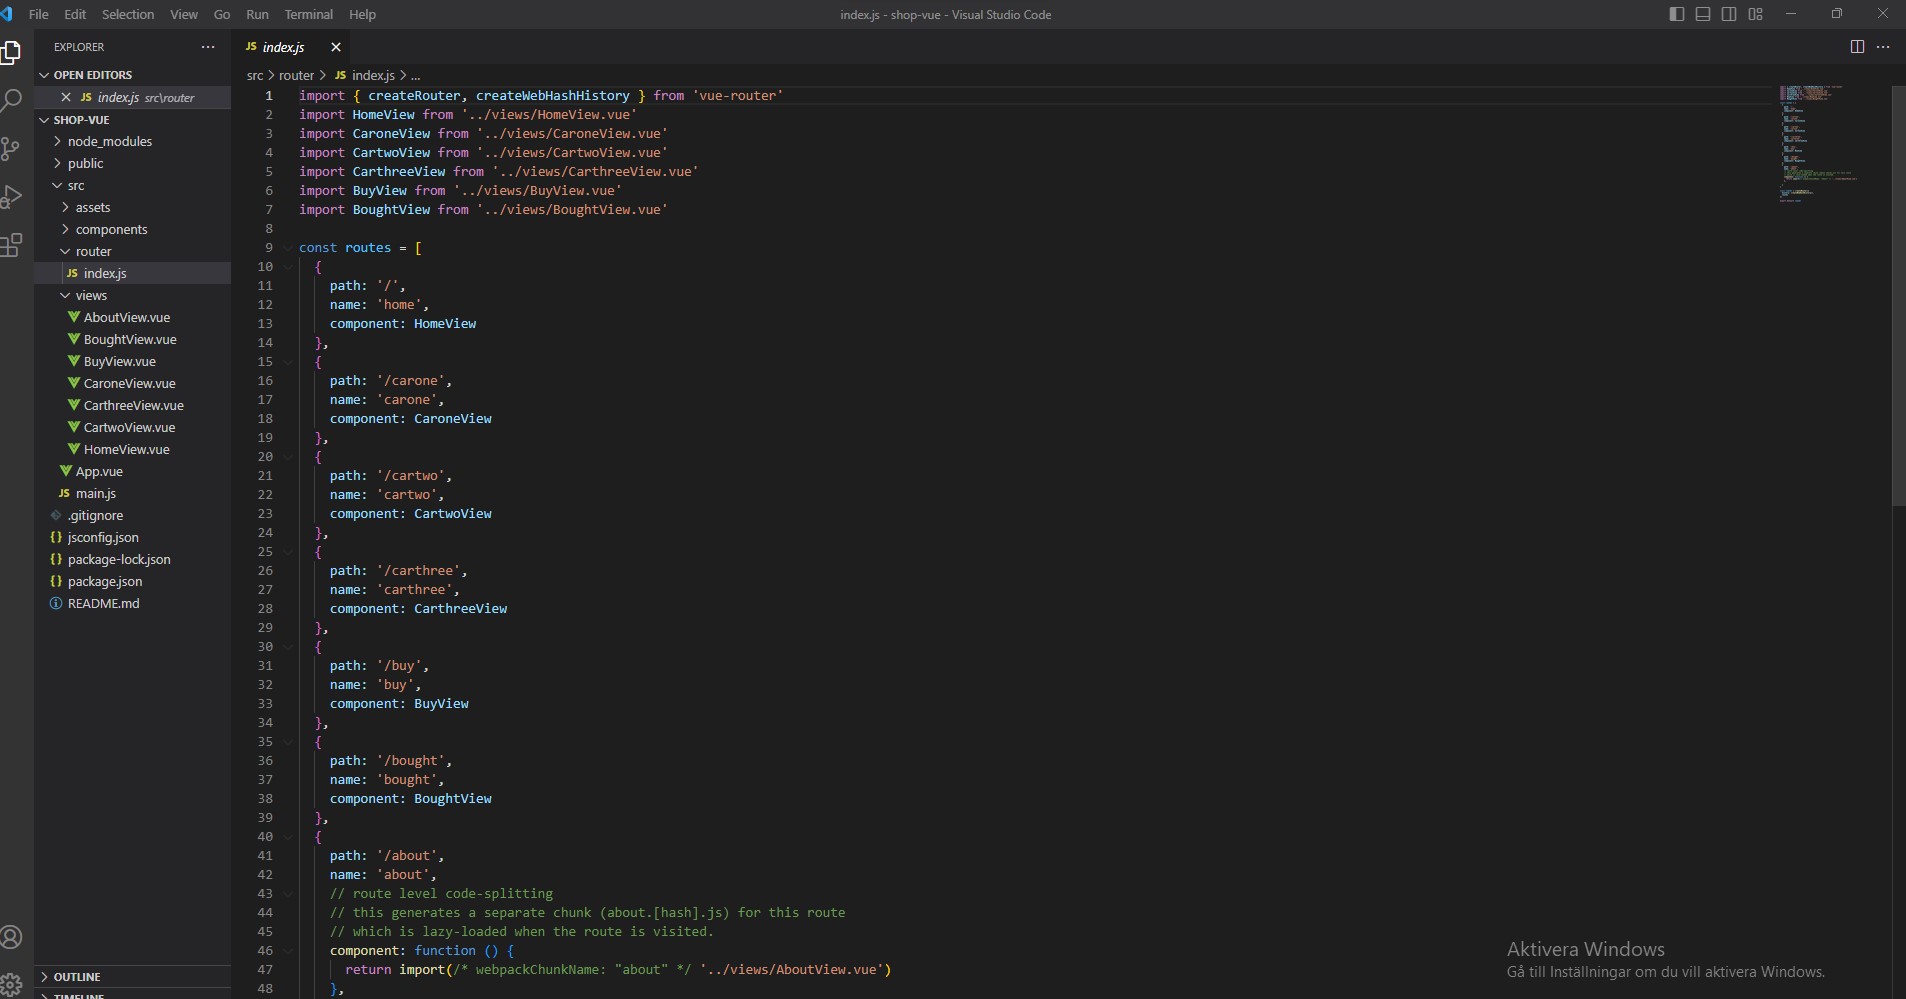 File Edit Selection View Go Run Terminal Help
index.js - shop-vue - Visual Studio Code
EXPLORER
OPEN EDITORS
JS index.js src\router
SHOP-VUE
node_modules
public
src
assets
components
router
JS index.js
views
AboutView.vue
BoughtView.vue
BuyView.vue
CaroneView.vue
CarthreeView.vue
CartwoView.vue
HomeView.vue
App.vue
JS main.js
.gitignore
{} jsconfig.json
{} package-lock.json
{} package.json
README.md
OUTLINE
TIMELINE
JS index.js
src > router > JS index.js > ...
1 import { createRouter, createWebHashHistory } from 'vue-router'
2 import HomeView from '../views/HomeView.vue'
3 import CaroneView from '../views/CaroneView.vue'
4 import CartwoView from '../views/CartwoView.vue'
5 import CarthreeView from '../views/CarthreeView.vue'
6 import BuyView from '../views/BuyView.vue'
7 import BoughtView from '../views/BoughtView.vue'
8
9 const routes = [
10 {
11 path: '/',
12 name: 'home',
13 component: HomeView
14 },
15 {
16 path: '/carone',
17 name: 'carone',
18 component: CaroneView
19 },
20 {
21 path: '/cartwo',
22 name: 'cartwo',
23 component: CartwoView
24 },
25 {
26 path: '/carthree',
27 name: 'carthree',
28 component: CarthreeView
29 },
30 {
31 path: '/buy',
32 name: 'buy',
33 component: BuyView
34 },
35 {
36 path: '/bought',
37 name: 'bought',
38 component: BoughtView
39 },
40 {
41 path: '/about',
42 name: 'about',
43 // route level code-splitting
44 // this generates a separate chunk (about.[hash].js) for this route
45 // which is lazy-loaded when the route is visited.
46 component: function () {
47 return import(/* webpackChunkName: "about" */ '../views/AboutView.vue')
48 },
Aktivera Windows
Gå till Inställningar om du vill aktivera Windows.